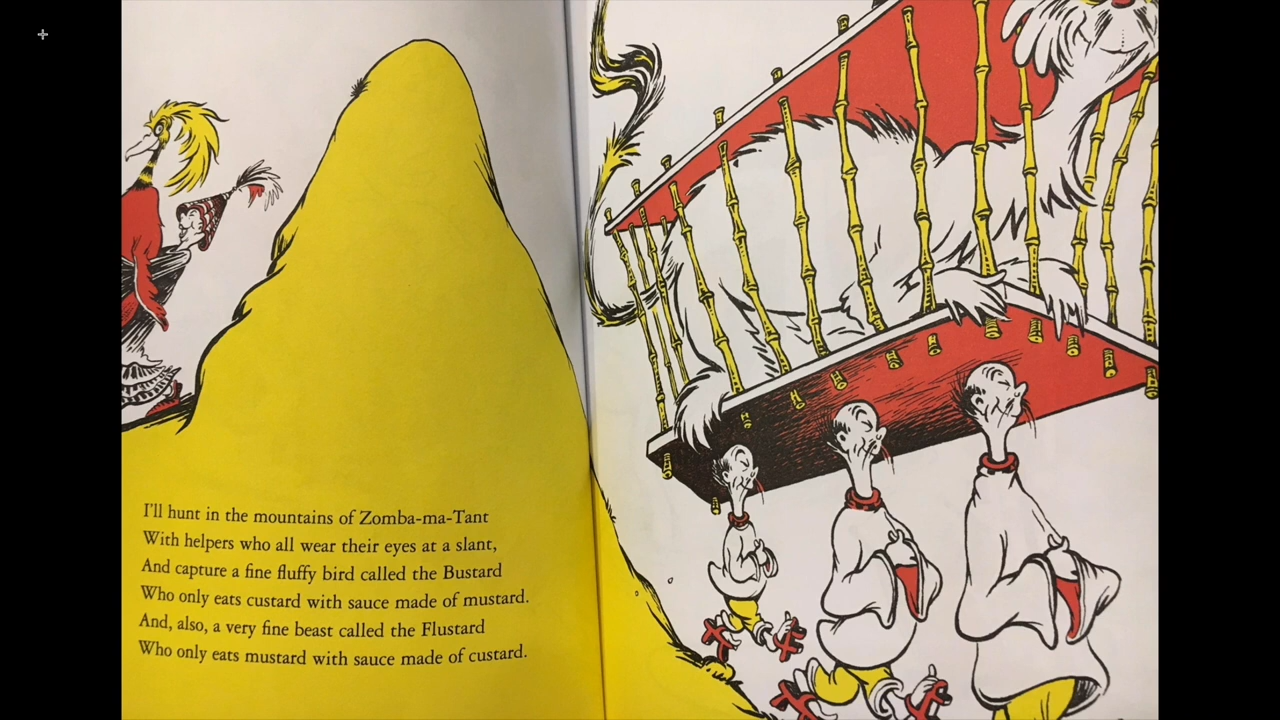 I'll hunt in the mountains of Zomba-ma-Tant
With helpers who all wear their eyes at a slant,
And capture a fine fluffy bird called the Bustard
Who only eats custard with sauce made of mustard.
And, also, a very fine beast called the Flustard
Who only eats mustard with sauce made of custard.